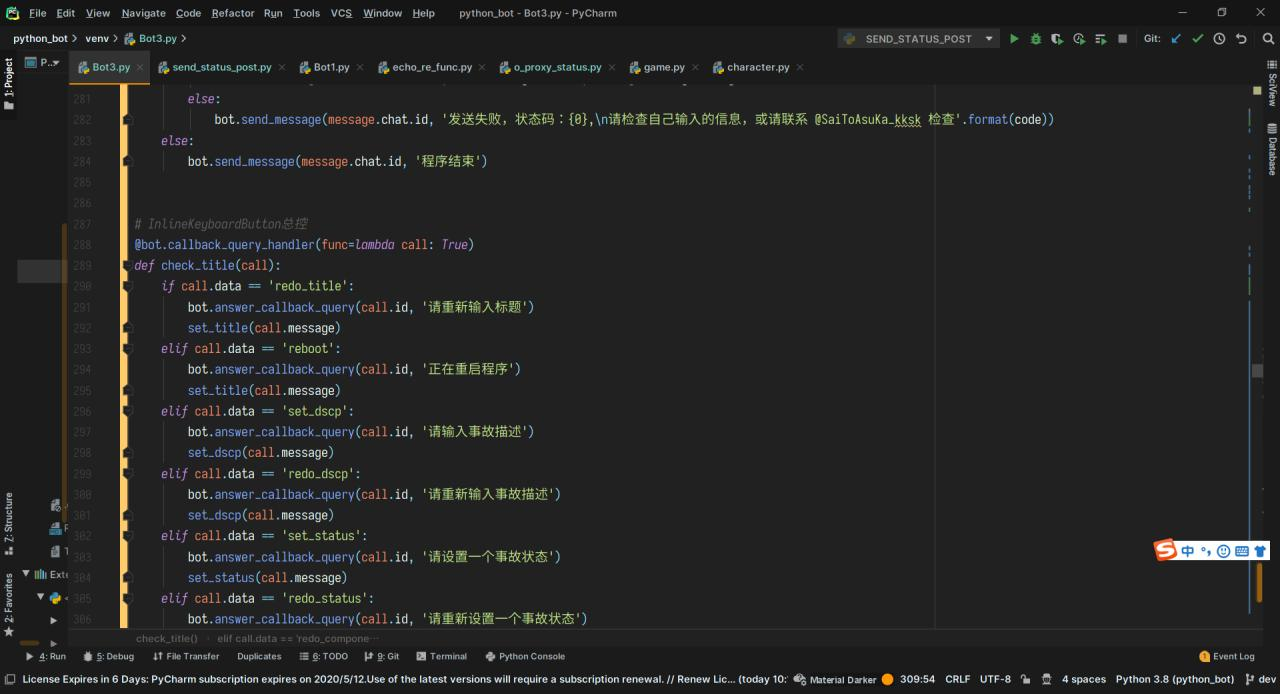 File Edit View Navigate Code Refactor Run Tools VCS Window Help python_bot - Bot3.py - PyCharm
python_bot venv Bot3.py SEND_STATUS_POST Git:
P... Bot3.py send_status_post.py Bot1.py echo_re_func.py o_proxy_status.py game.py character.py
1: Project
SciView
Database
281 else:
282 bot.send_message(message.chat.id, '发送失败，状态码：{0},\n请检查自己输入的信息，或请联系 @SaiToAsuKa_kksk 检查'.format(code))
283 else:
284 bot.send_message(message.chat.id, '程序结束')
285
286
287 # InlineKeyboardButton总控
288 @bot.callback_query_handler(func=lambda call: True)
289 def check_title(call):
290 if call.data == 'redo_title':
291 bot.answer_callback_query(call.id, '请重新输入标题')
292 set_title(call.message)
293 elif call.data == 'reboot':
294 bot.answer_callback_query(call.id, '正在重启程序')
295 set_title(call.message)
296 elif call.data == 'set_dscp':
297 bot.answer_callback_query(call.id, '请输入事故描述')
298 set_dscp(call.message)
299 elif call.data == 'redo_dscp':
300 bot.answer_callback_query(call.id, '请重新输入事故描述')
301 set_dscp(call.message)
302 elif call.data == 'set_status':
303 bot.answer_callback_query(call.id, '请设置一个事故状态')
304 set_status(call.message)
305 elif call.data == 'redo_status':
306 bot.answer_callback_query(call.id, '请重新设置一个事故状态')
Z: Structure
2: Favorites
Exte
中
check_title() elif call.data == 'redo_compone...
4: Run 5: Debug File Transfer Duplicates 6: TODO 9: Git Terminal Python Console 1 Event Log
License Expires in 6 Days: PyCharm subscription expires on 2020/5/12.Use of the latest versions will require a subscription renewal. // Renew Lic... (today 10: Material Darker 309:54 CRLF UTF-8 4 spaces Python 3.8 (python_bot) dev